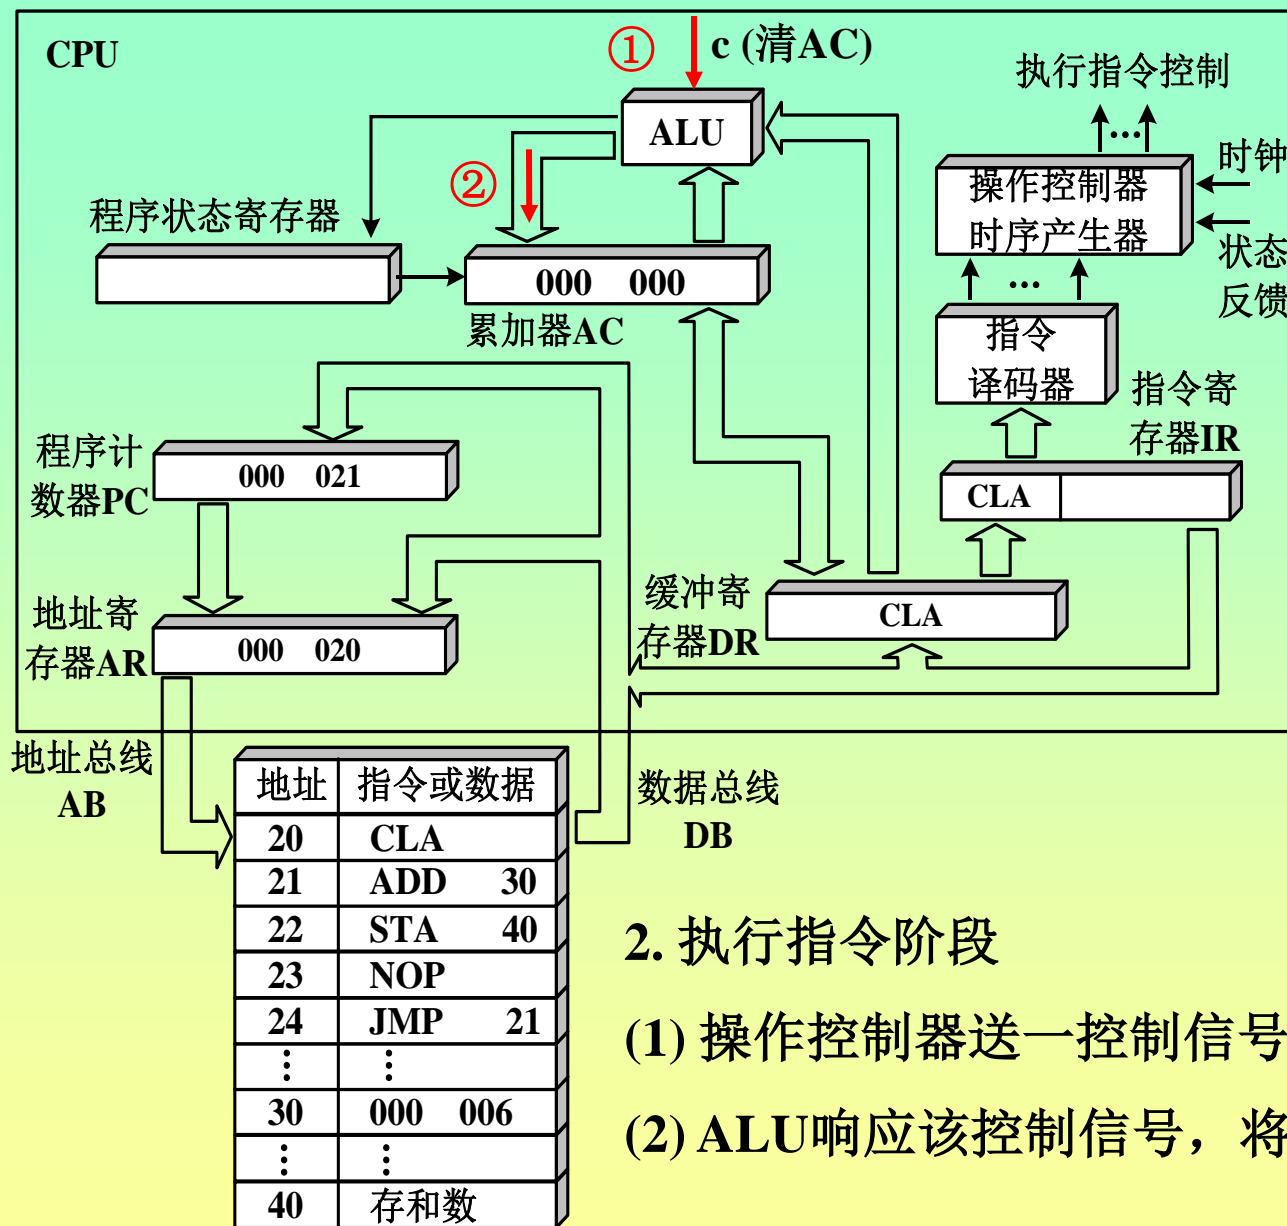 CPU
① c (清AC)
执行指令控制
...
ALU
时钟
操作控制器
时序产生器
②
程序状态寄存器
状态
反馈
000 000
累加器AC
...
指令
译码器
指令寄
存器IR
程序计
数器PC
000 021
CLA
地址寄
存器AR
000 020
缓冲寄
存器DR
CLA
地址总线
AB
数据总线
DB
地址 指令或数据
20 CLA
21 ADD 30
22 STA 40
23 NOP
24 JMP 21
⋮ ⋮
30 000 006
⋮ ⋮
40 存和数
2. 执行指令阶段
(1) 操作控制器送一控制信号
(2) ALU响应该控制信号，将